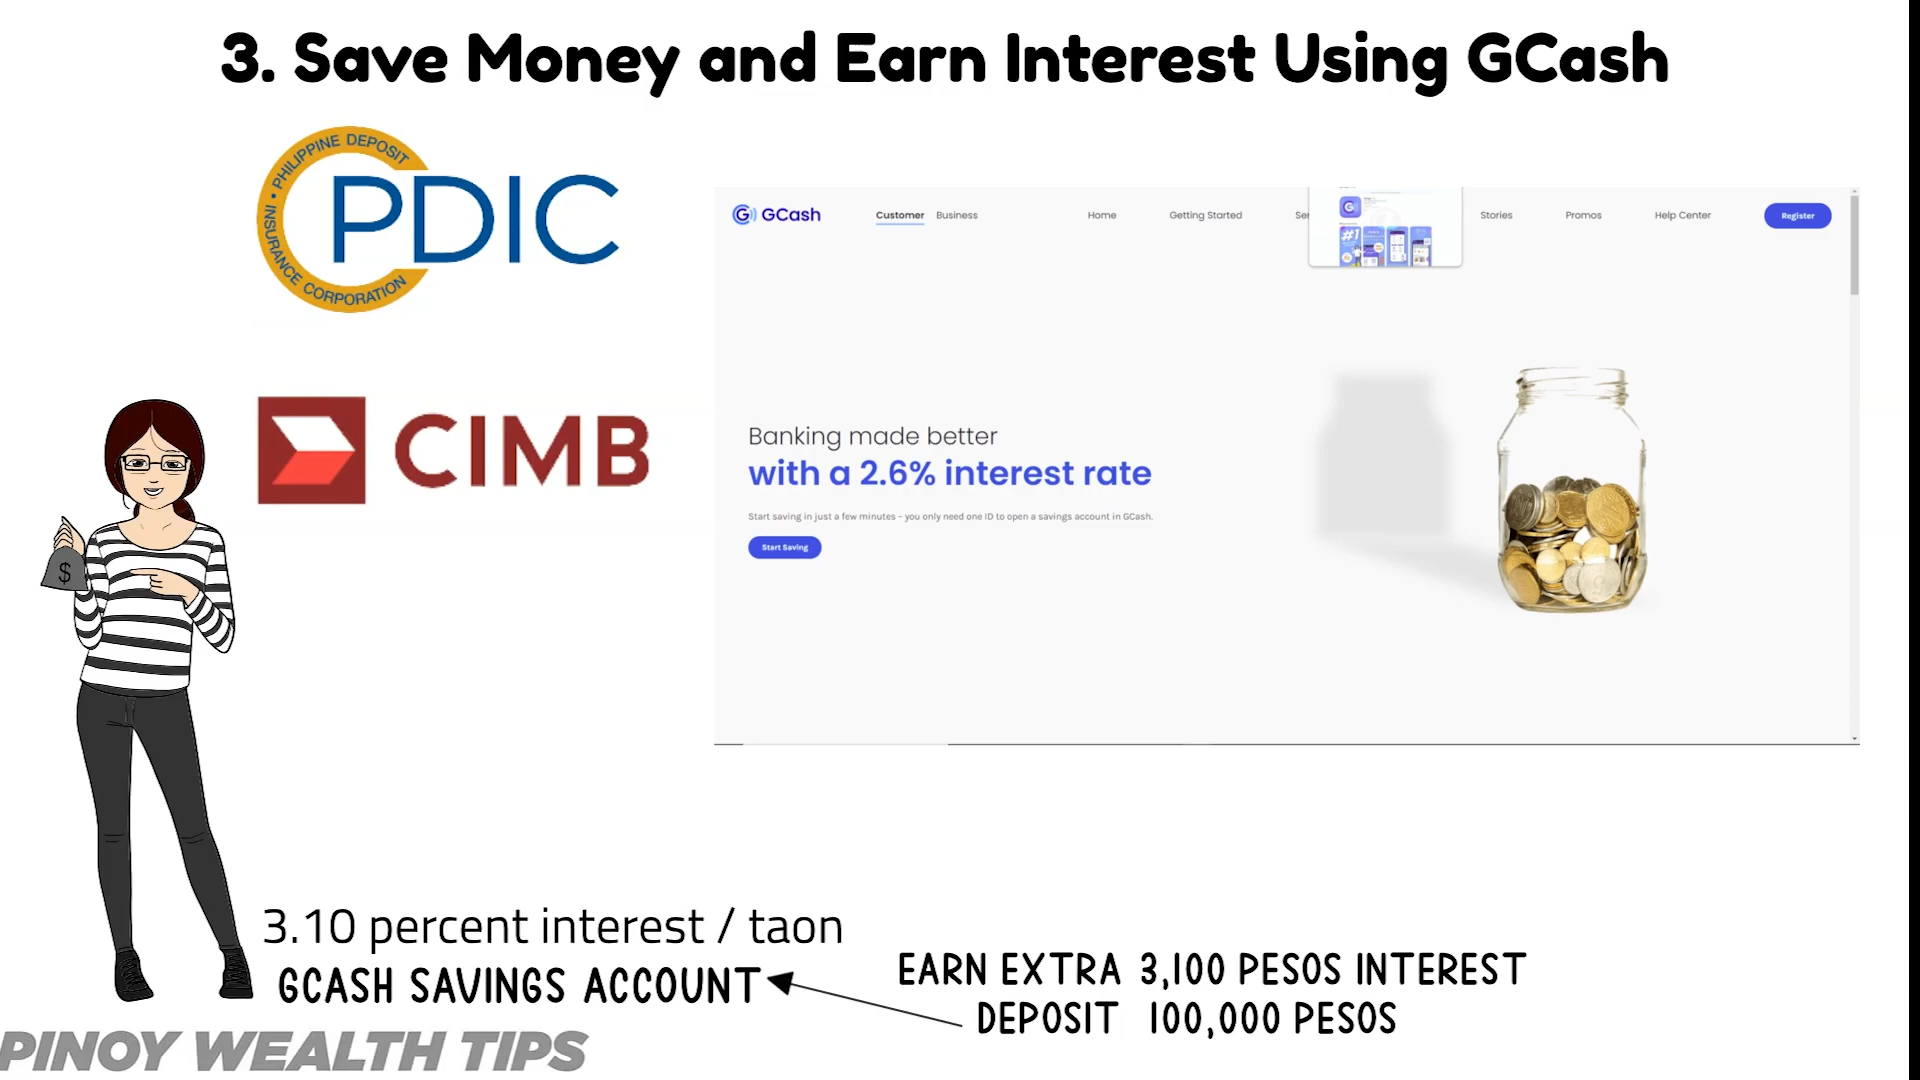 3. Save Money and Earn Interest Using GCash
PHILIPPINE DEPOSIT
INSURANCE CORPORATION
PDIC
GCash
Customer Business Home Getting Started Ser Stories Promos Help Center Register
#1
CIMB
Banking made better
with a 2.6% interest rate
Start saving in just a few minutes – you only need one ID to open a savings account in GCash.
Start Saving
$
3.10 percent interest / taon
GCASH SAVINGS ACCOUNT
EARN EXTRA 3,100 PESOS INTEREST
DEPOSIT 100,000 PESOS
PINOY WEALTH TIPS